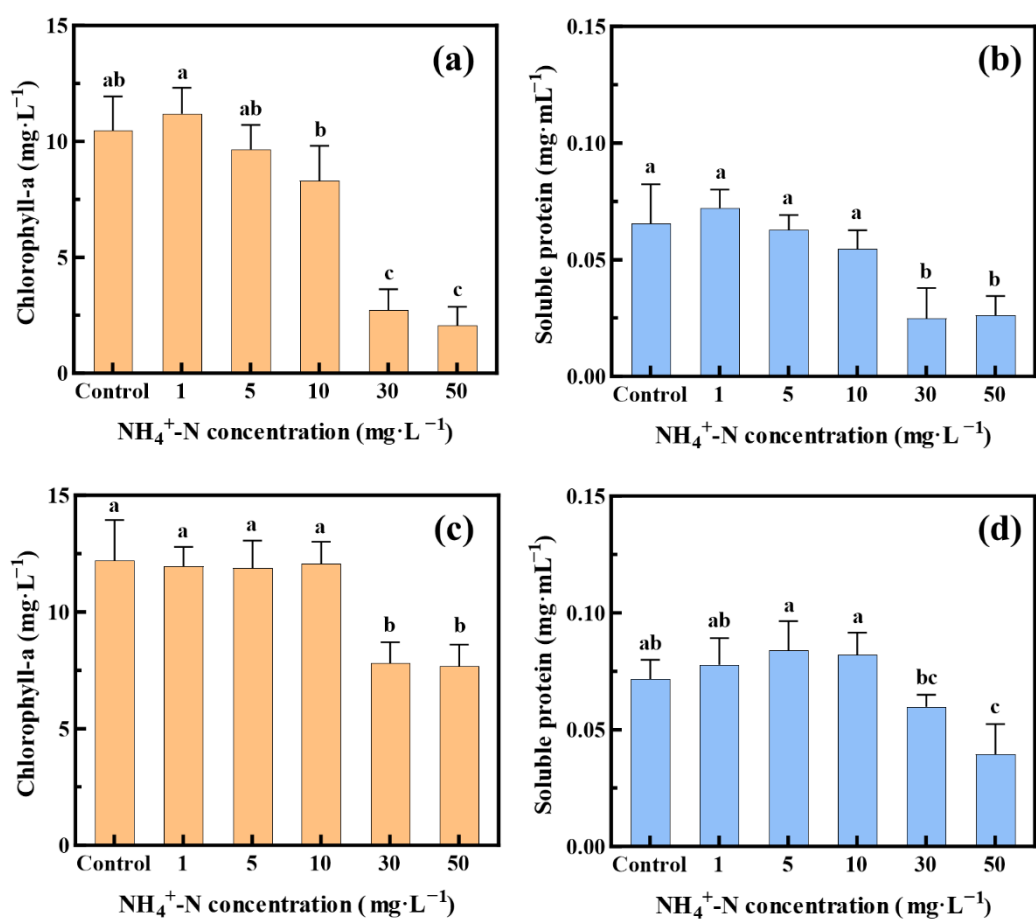 (a)
Chlorophyll-a (mg·L⁻¹)
15
10
5
0
ab
a
ab
b
c
c
Control 1 5 10 30 50
NH₄⁺-N concentration (mg·L⁻¹)
(b)
Soluble protein (mg·mL⁻¹)
0.15
0.10
0.05
0.00
a
a
a
a
b
b
Control 1 5 10 30 50
NH₄⁺-N concentration (mg·L⁻¹)
(c)
Chlorophyll-a (mg·L⁻¹)
15
10
5
0
a
a
a
a
b
b
Control 1 5 10 30 50
NH₄⁺-N concentration (mg·L⁻¹)
(d)
Soluble protein (mg·mL⁻¹)
0.15
0.10
0.05
0.00
ab
ab
a
a
bc
c
Control 1 5 10 30 50
NH₄⁺-N concentration (mg·L⁻¹)